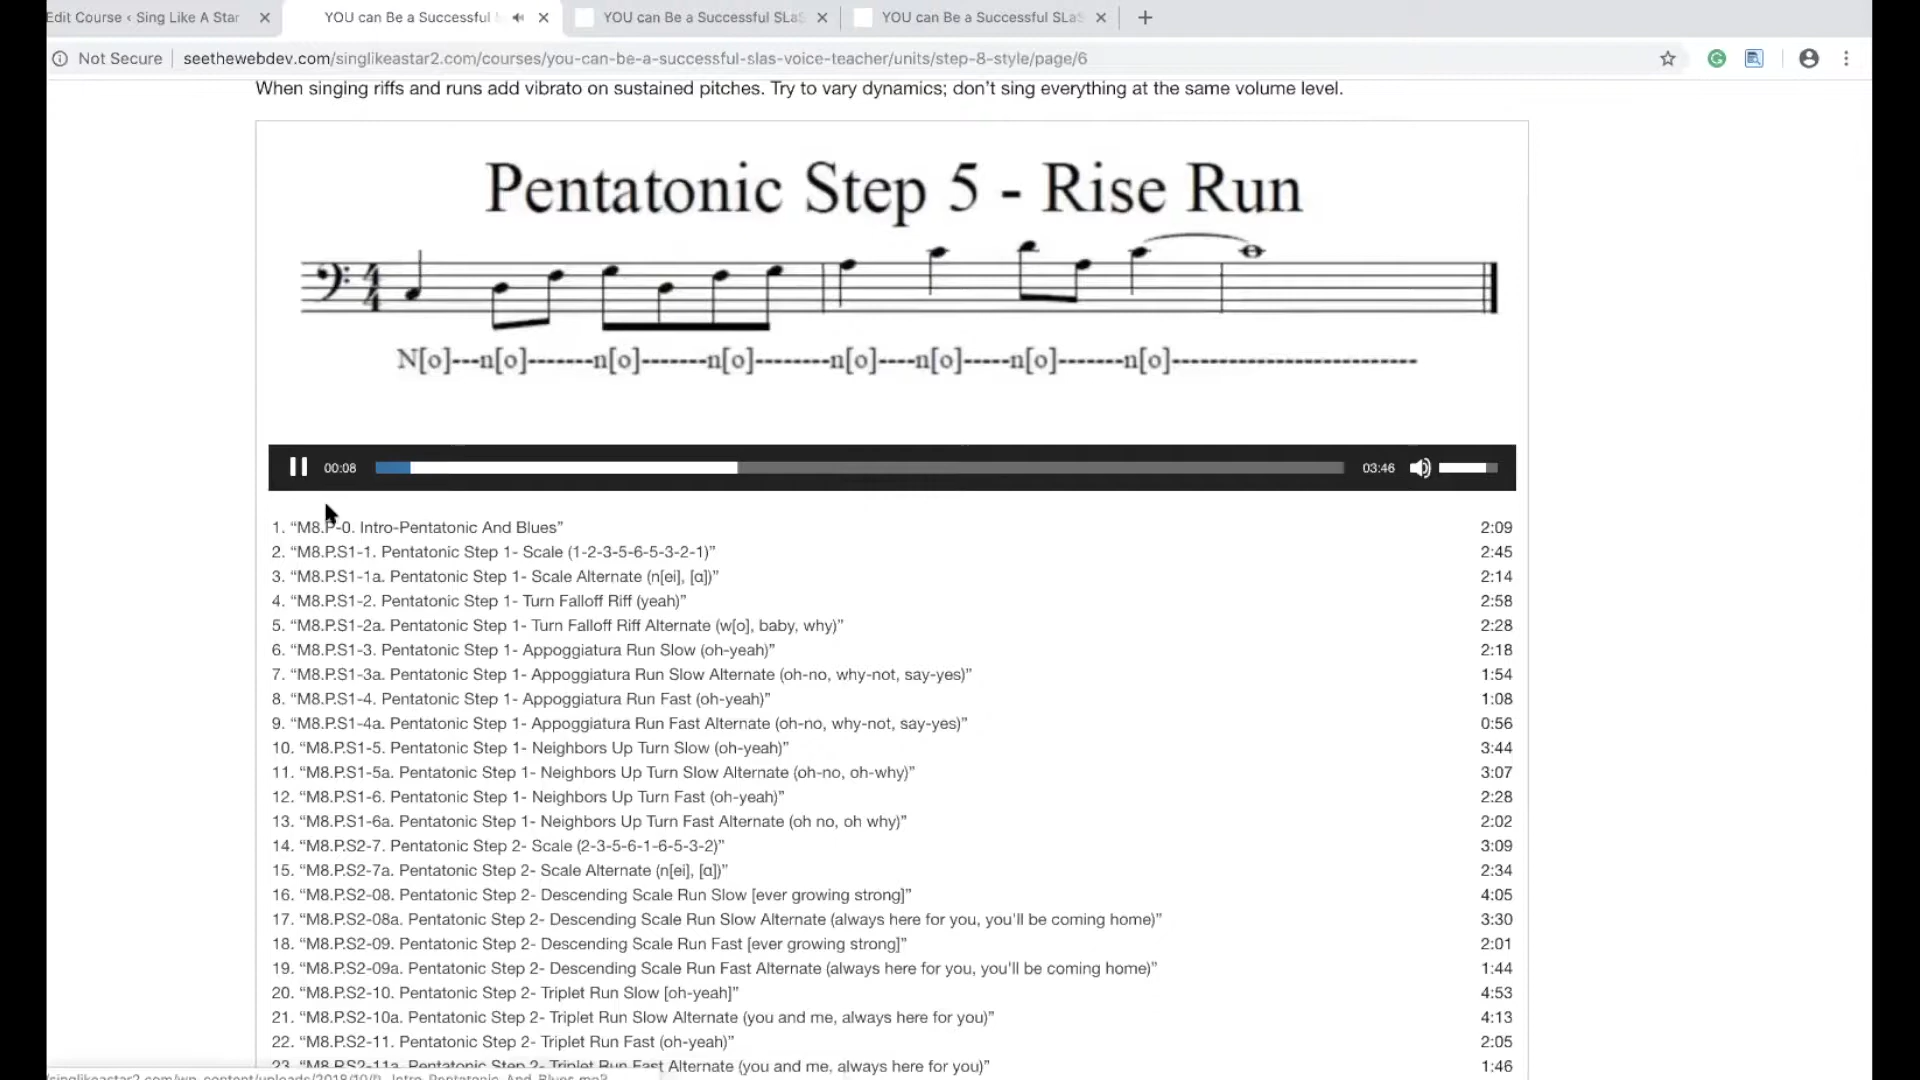 Edit Course ‹ Sing Like A Star
YOU can Be a Successful
YOU can Be a Successful SLaS
YOU can Be a Successful SLaS
Not Secure
seethewebdev.com/singlikeastar2.com/courses/you-can-be-a-successful-slas-voice-teacher/units/step-8-style/page/6
When singing riffs and runs add vibrato on sustained pitches. Try to vary dynamics; don't sing everything at the same volume level.
Pentatonic Step 5 - Rise Run
N[o]---n[o]-------n[o]-------n[o]--------n[o]----n[o]-----n[o]-------n[o]--------------------------
00:08
03:46
1. “M8.P-0. Intro-Pentatonic And Blues” 2:09
2. “M8.P.S1-1. Pentatonic Step 1- Scale (1-2-3-5-6-5-3-2-1)” 2:45
3. “M8.P.S1-1a. Pentatonic Step 1- Scale Alternate (n[ei], [ɑ])” 2:14
4. “M8.P.S1-2. Pentatonic Step 1- Turn Falloff Riff (yeah)” 2:58
5. “M8.P.S1-2a. Pentatonic Step 1- Turn Falloff Riff Alternate (w[o], baby, why)” 2:28
6. “M8.P.S1-3. Pentatonic Step 1- Appoggiatura Run Slow (oh-yeah)” 2:18
7. “M8.P.S1-3a. Pentatonic Step 1- Appoggiatura Run Slow Alternate (oh-no, why-not, say-yes)” 1:54
8. “M8.P.S1-4. Pentatonic Step 1- Appoggiatura Run Fast (oh-yeah)” 1:08
9. “M8.P.S1-4a. Pentatonic Step 1- Appoggiatura Run Fast Alternate (oh-no, why-not, say-yes)” 0:56
10. “M8.P.S1-5. Pentatonic Step 1- Neighbors Up Turn Slow (oh-yeah)” 3:44
11. “M8.P.S1-5a. Pentatonic Step 1- Neighbors Up Turn Slow Alternate (oh-no, oh-why)” 3:07
12. “M8.P.S1-6. Pentatonic Step 1- Neighbors Up Turn Fast (oh-yeah)” 2:28
13. “M8.P.S1-6a. Pentatonic Step 1- Neighbors Up Turn Fast Alternate (oh no, oh why)” 2:02
14. “M8.P.S2-7. Pentatonic Step 2- Scale (2-3-5-6-1-6-5-3-2)” 3:09
15. “M8.P.S2-7a. Pentatonic Step 2- Scale Alternate (n[ei], [ɑ])” 2:34
16. “M8.P.S2-08. Pentatonic Step 2- Descending Scale Run Slow [ever growing strong]” 4:05
17. “M8.P.S2-08a. Pentatonic Step 2- Descending Scale Run Slow Alternate (always here for you, you'll be coming home)” 3:30
18. “M8.P.S2-09. Pentatonic Step 2- Descending Scale Run Fast [ever growing strong]” 2:01
19. “M8.P.S2-09a. Pentatonic Step 2- Descending Scale Run Fast Alternate (always here for you, you'll be coming home)” 1:44
20. “M8.P.S2-10. Pentatonic Step 2- Triplet Run Slow [oh-yeah]” 4:53
21. “M8.P.S2-10a. Pentatonic Step 2- Triplet Run Slow Alternate (you and me, always here for you)” 4:13
22. “M8.P.S2-11. Pentatonic Step 2- Triplet Run Fast (oh-yeah)” 2:05
23. “M8.P.S2-11a. Pentatonic Step 2- Triplet Run Fast Alternate (you and me, always here for you)” 1:46